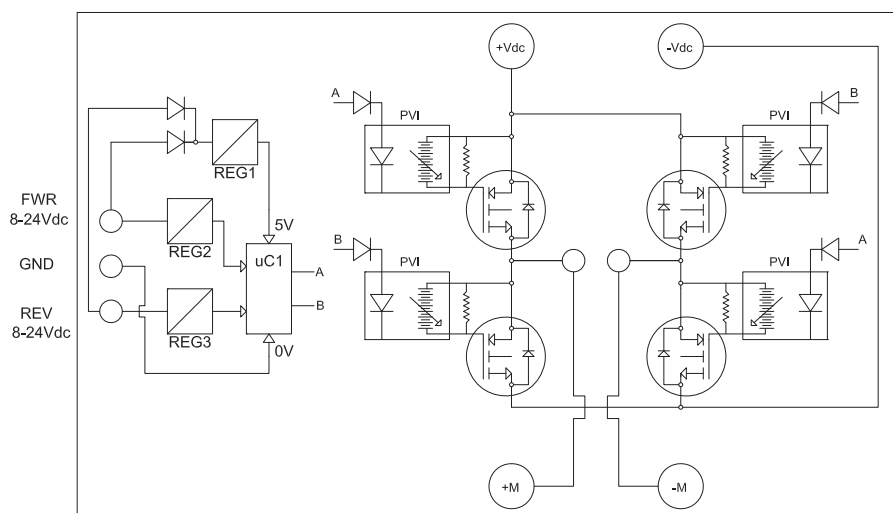 +Vdc
-Vdc
A
B
PVI
PVI
REG1
FWR
8-24Vdc
5V
REG2
uC1
GND
A
B
A
PVI
PVI
B
REV
8-24Vdc
REG3
0V
+M
-M